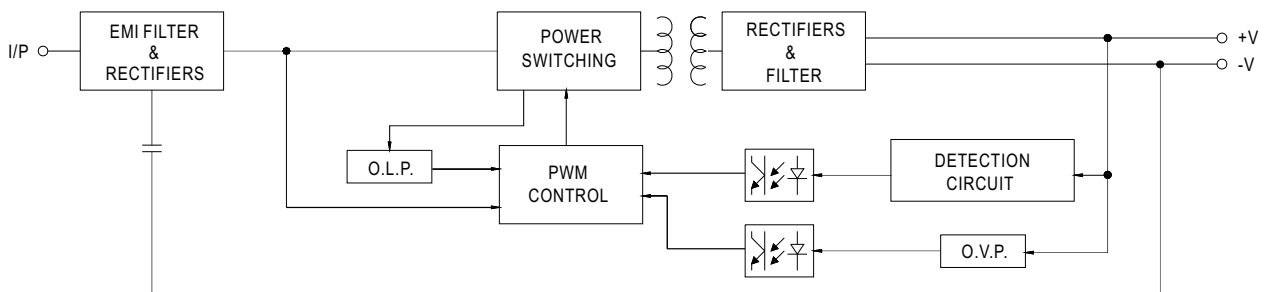 I/P
EMI FILTER
&
RECTIFIERS
POWER
SWITCHING
RECTIFIERS
&
FILTER
+V
-V
O.L.P.
PWM
CONTROL
DETECTION
CIRCUIT
O.V.P.